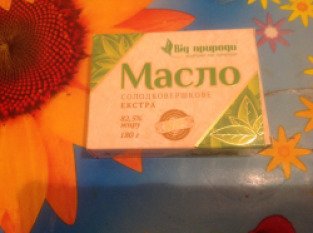 Від природи
Масло
СОЛОДКОВЕРШКОВЕ
ЕКСТРА
82,5%
жиру
180 г